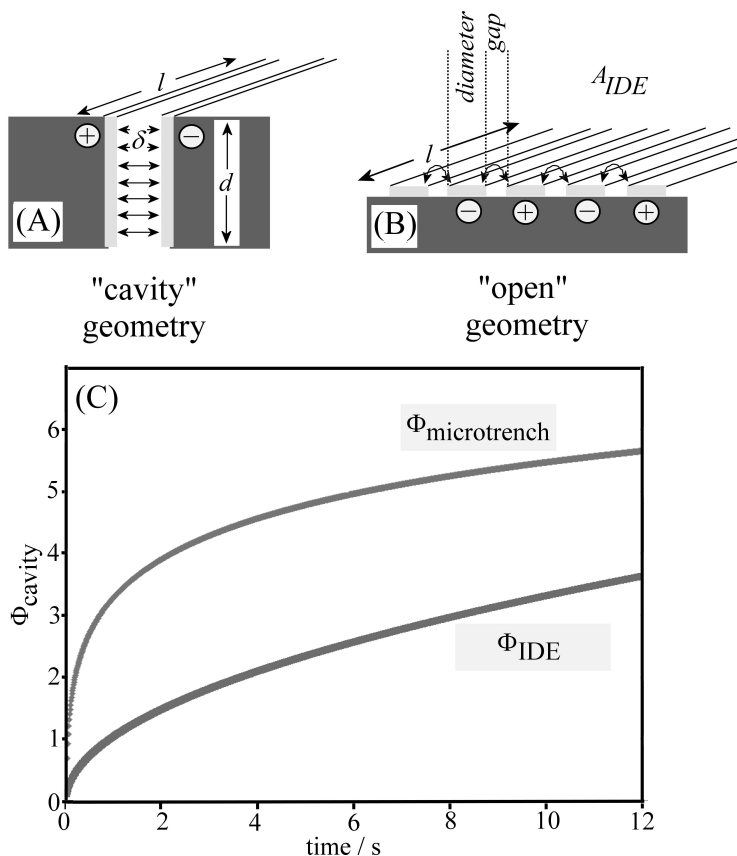 l
δ
d
+
−
(A)
"cavity"
geometry
diameter
gap
A_IDE
l
−
+
−
+
(B)
"open"
geometry
(C)
Φ_microtrench
Φ_IDE
Φ_cavity
6
5
4
3
2
1
0
0 2 4 6 8 10 12
time / s